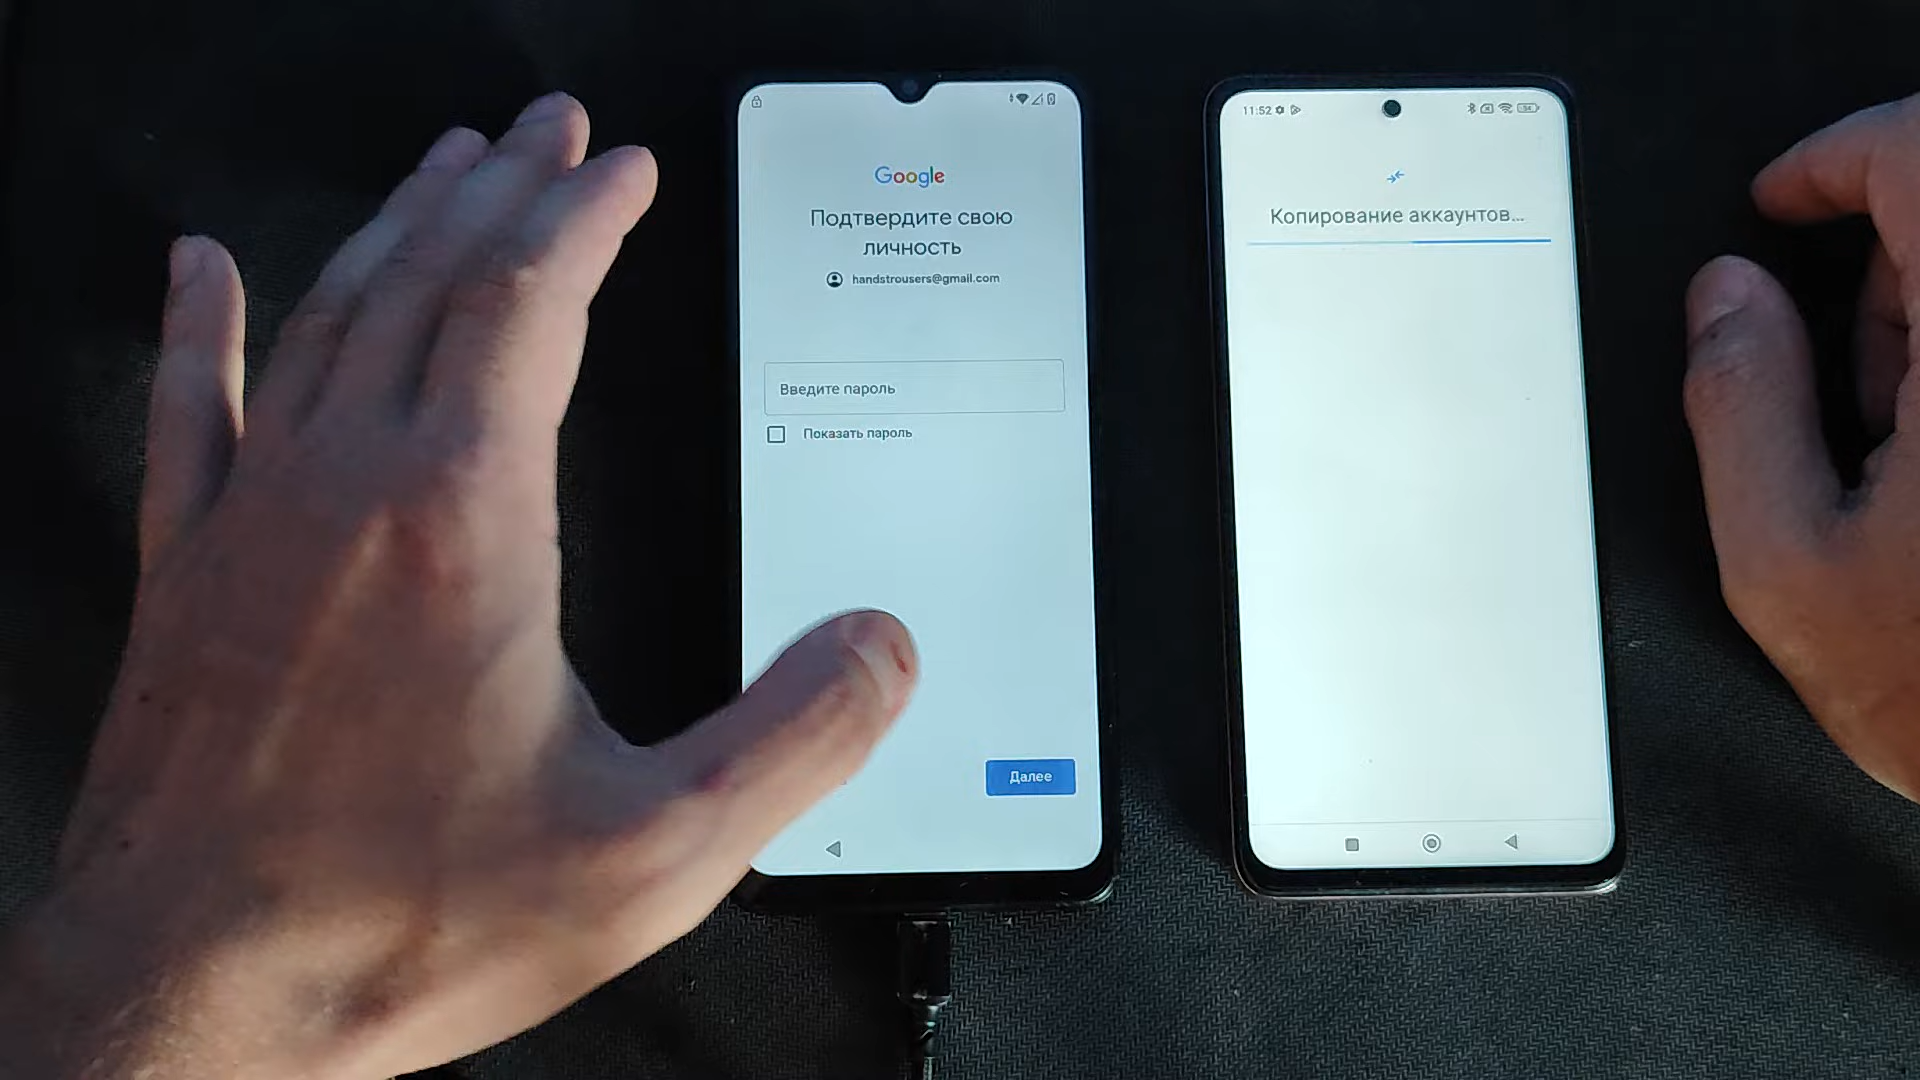 Google
Подтвердите свою
личность
handstrousers@gmail.com
Введите пароль
Показать пароль
Далее
11:52
Копирование аккаунтов...